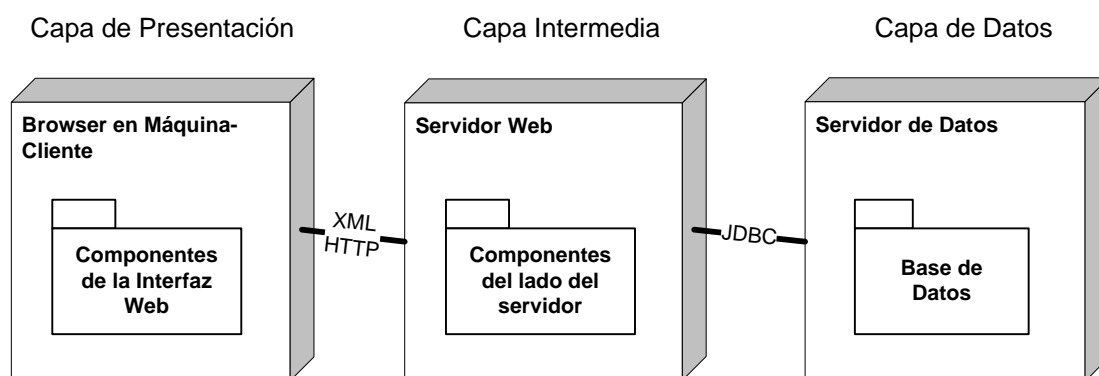 Capa de Presentación
Capa Intermedia
Capa de Datos
Browser en Máquina-
Cliente
Servidor Web
Servidor de Datos
Componentes
de la Interfaz
Web
XML
HTTP
Componentes
del lado del
servidor
JDBC
Base de
Datos